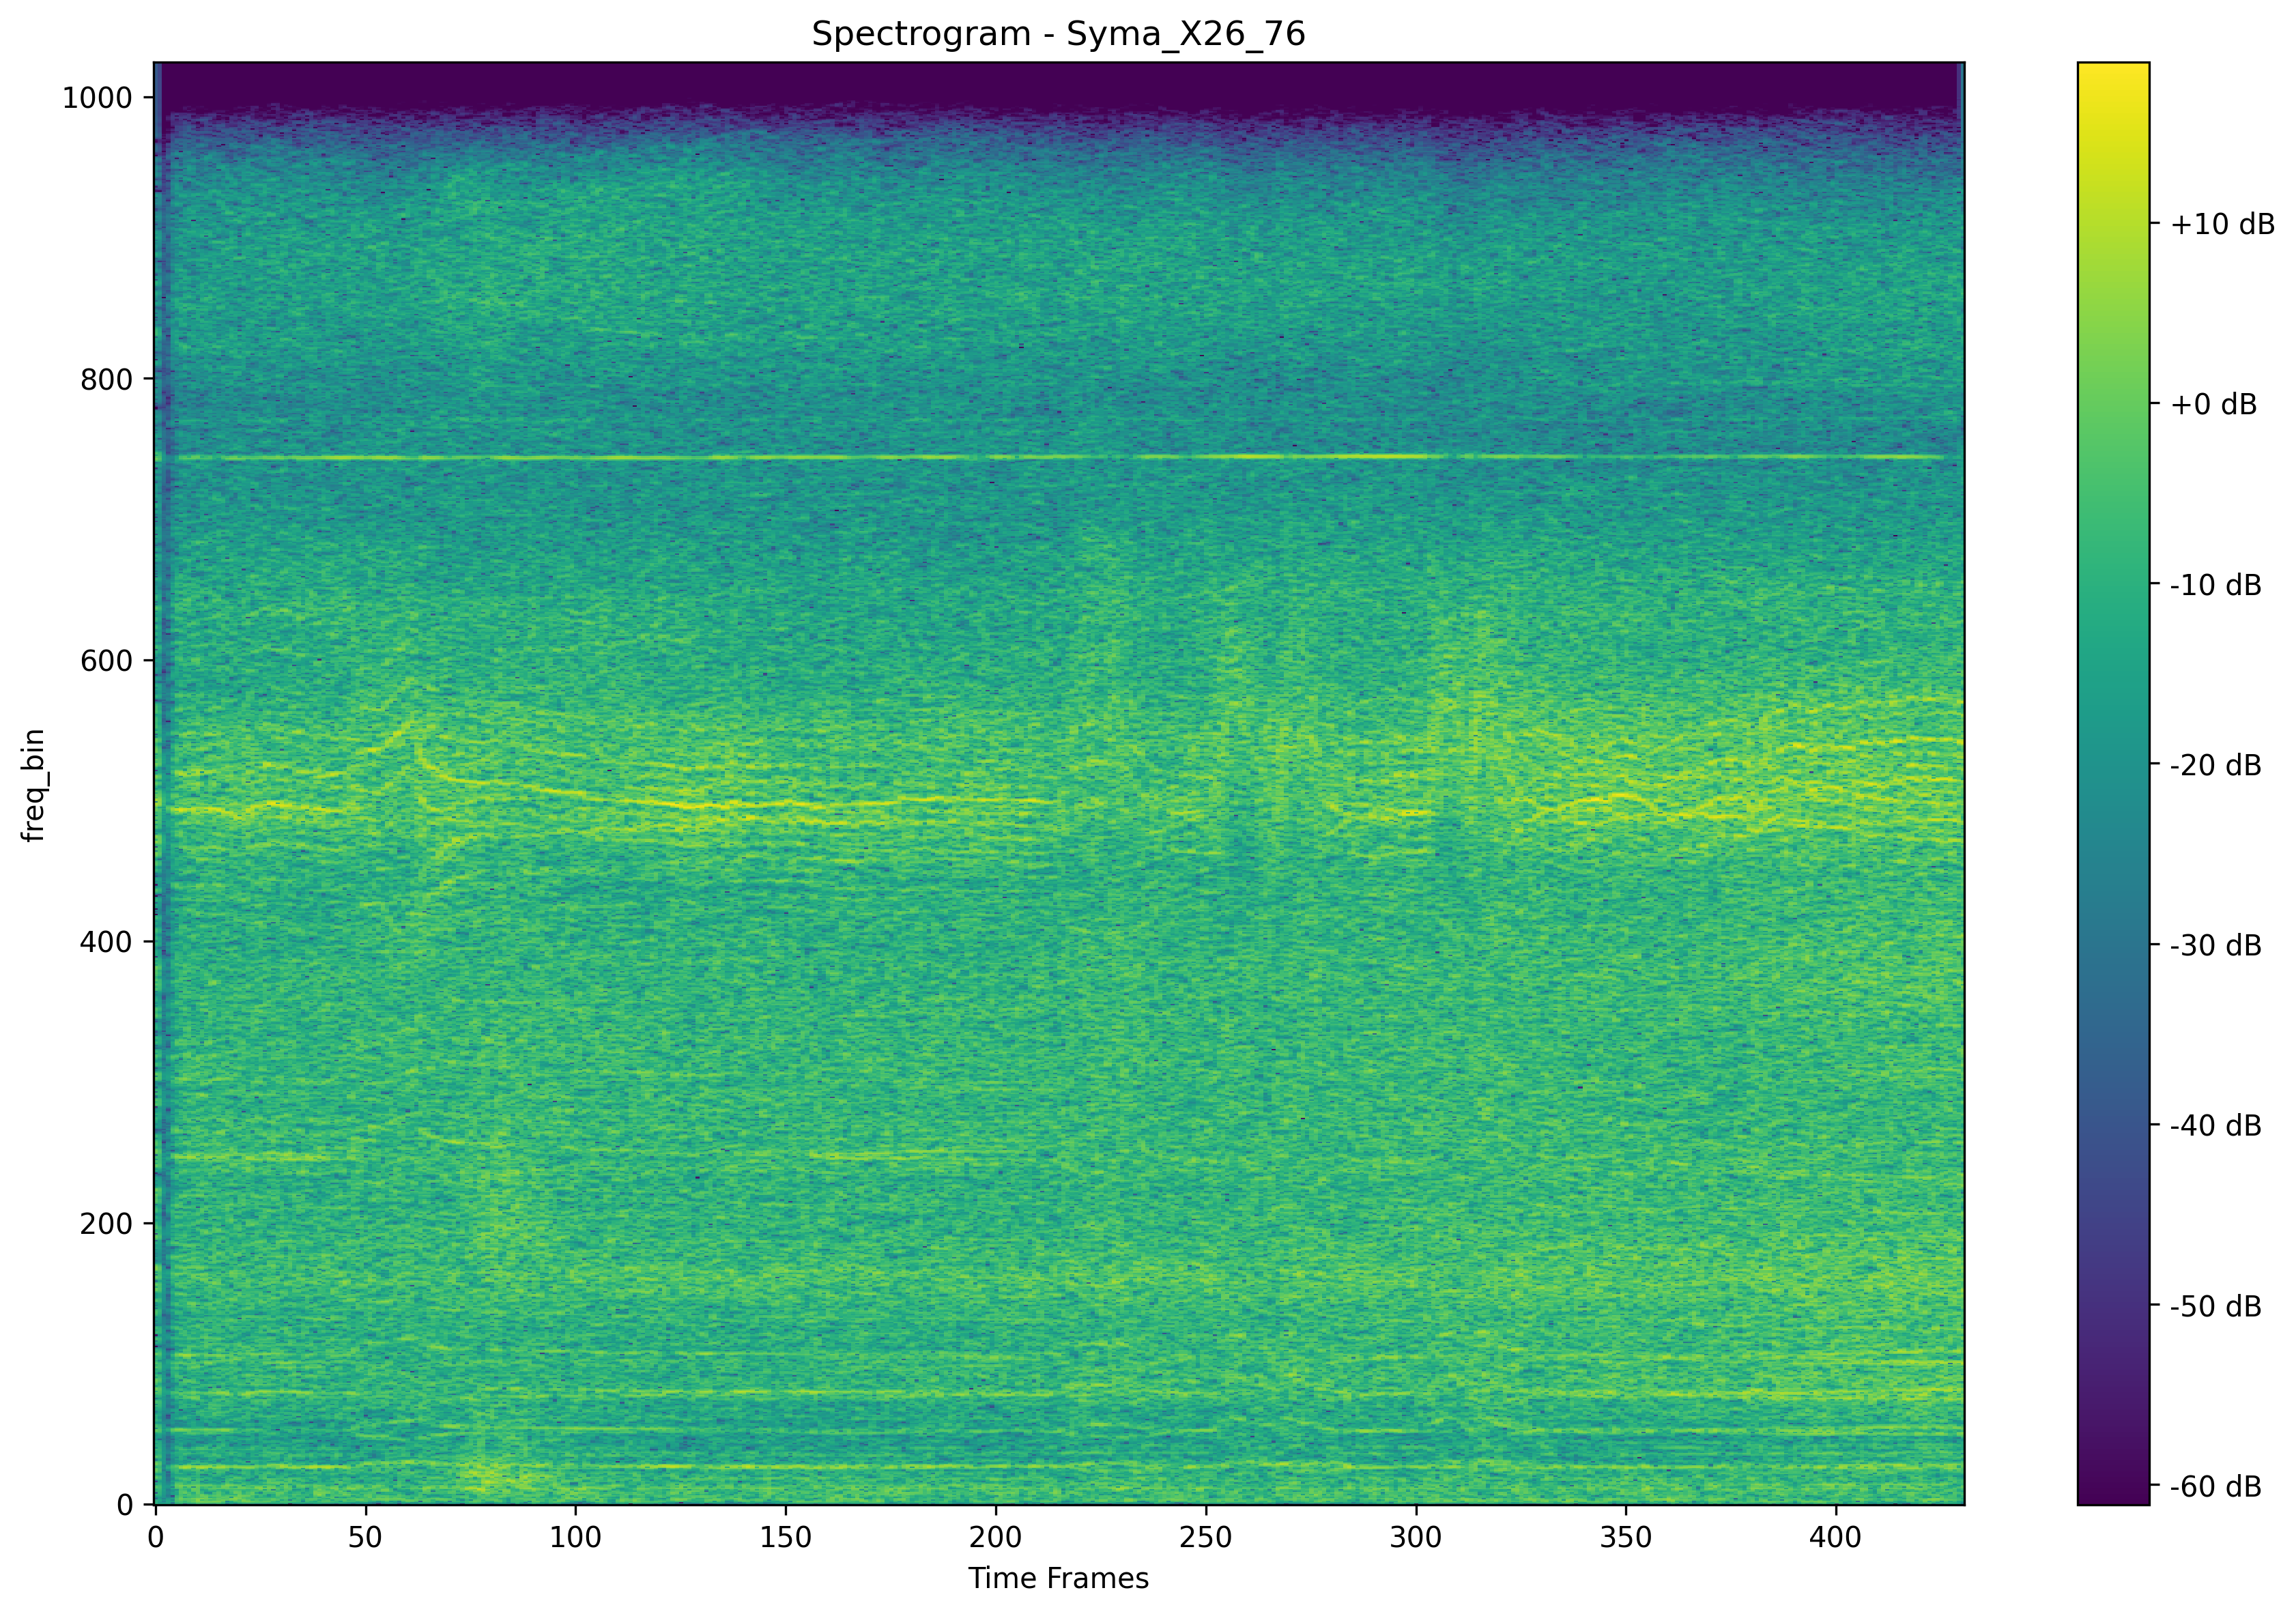 Spectrogram - Syma_X26_76
1000
800
600
400
200
0
freq_bin
0 50 100 150 200 250 300 350 400
Time Frames
+10 dB
+0 dB
-10 dB
-20 dB
-30 dB
-40 dB
-50 dB
-60 dB